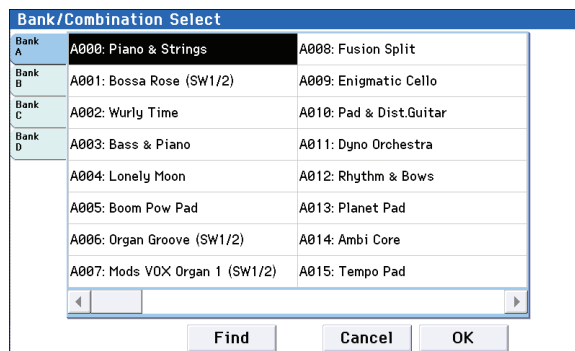 Bank/Combination Select
Bank
A
Bank
B
Bank
C
Bank
D
A000: Piano & Strings
A001: Bossa Rose (SW1/2)
A002: Wurly Time
A003: Bass & Piano
A004: Lonely Moon
A005: Boom Pow Pad
A006: Organ Groove (SW1/2)
A007: Mods VOX Organ 1 (SW1/2)
A008: Fusion Split
A009: Enigmatic Cello
A010: Pad & Dist.Guitar
A011: Dyno Orchestra
A012: Rhythm & Bows
A013: Planet Pad
A014: Ambi Core
A015: Tempo Pad
Find
Cancel
OK